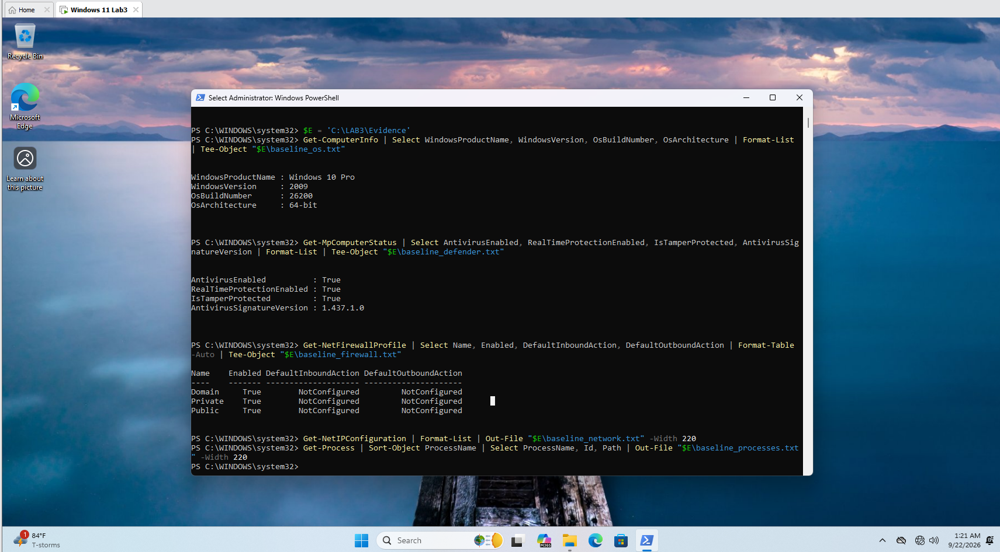 Home
Windows 11 Lab3
Recycle Bin
Microsoft
Edge
Learn about
this picture
Select Administrator: Windows PowerShell
PS C:\WINDOWS\system32> $E = 'C:\LAB3\Evidence'
PS C:\WINDOWS\system32> Get-ComputerInfo | Select WindowsProductName, WindowsVersion, OsBuildNumber, OsArchitecture | Format-List
| Tee-Object "$E\baseline_os.txt"
WindowsProductName : Windows 10 Pro
WindowsVersion     : 2009
OsBuildNumber      : 26200
OsArchitecture     : 64-bit
PS C:\WINDOWS\system32> Get-MpComputerStatus | Select AntivirusEnabled, RealTimeProtectionEnabled, IsTamperProtected, AntivirusSig
natureVersion | Format-List | Tee-Object "$E\baseline_defender.txt"
AntivirusEnabled          : True
RealTimeProtectionEnabled : True
IsTamperProtected         : True
AntivirusSignatureVersion : 1.437.1.0
PS C:\WINDOWS\system32> Get-NetFirewallProfile | Select Name, Enabled, DefaultInboundAction, DefaultOutboundAction | Format-Table
-Auto | Tee-Object "$E\baseline_firewall.txt"
Name    Enabled DefaultInboundAction DefaultOutboundAction
----    ------- -------------------- ---------------------
Domain     True        NotConfigured         NotConfigured
Private    True        NotConfigured         NotConfigured
Public     True        NotConfigured         NotConfigured
PS C:\WINDOWS\system32> Get-NetIPConfiguration | Format-List | Out-File "$E\baseline_network.txt" -Width 220
PS C:\WINDOWS\system32> Get-Process | Sort-Object ProcessName | Select ProcessName, Id, Path | Out-File "$E\baseline_processes.txt
" -Width 220
PS C:\WINDOWS\system32>
1
84°F
T-storms
Search
M365
1:21 AM
9/22/2026